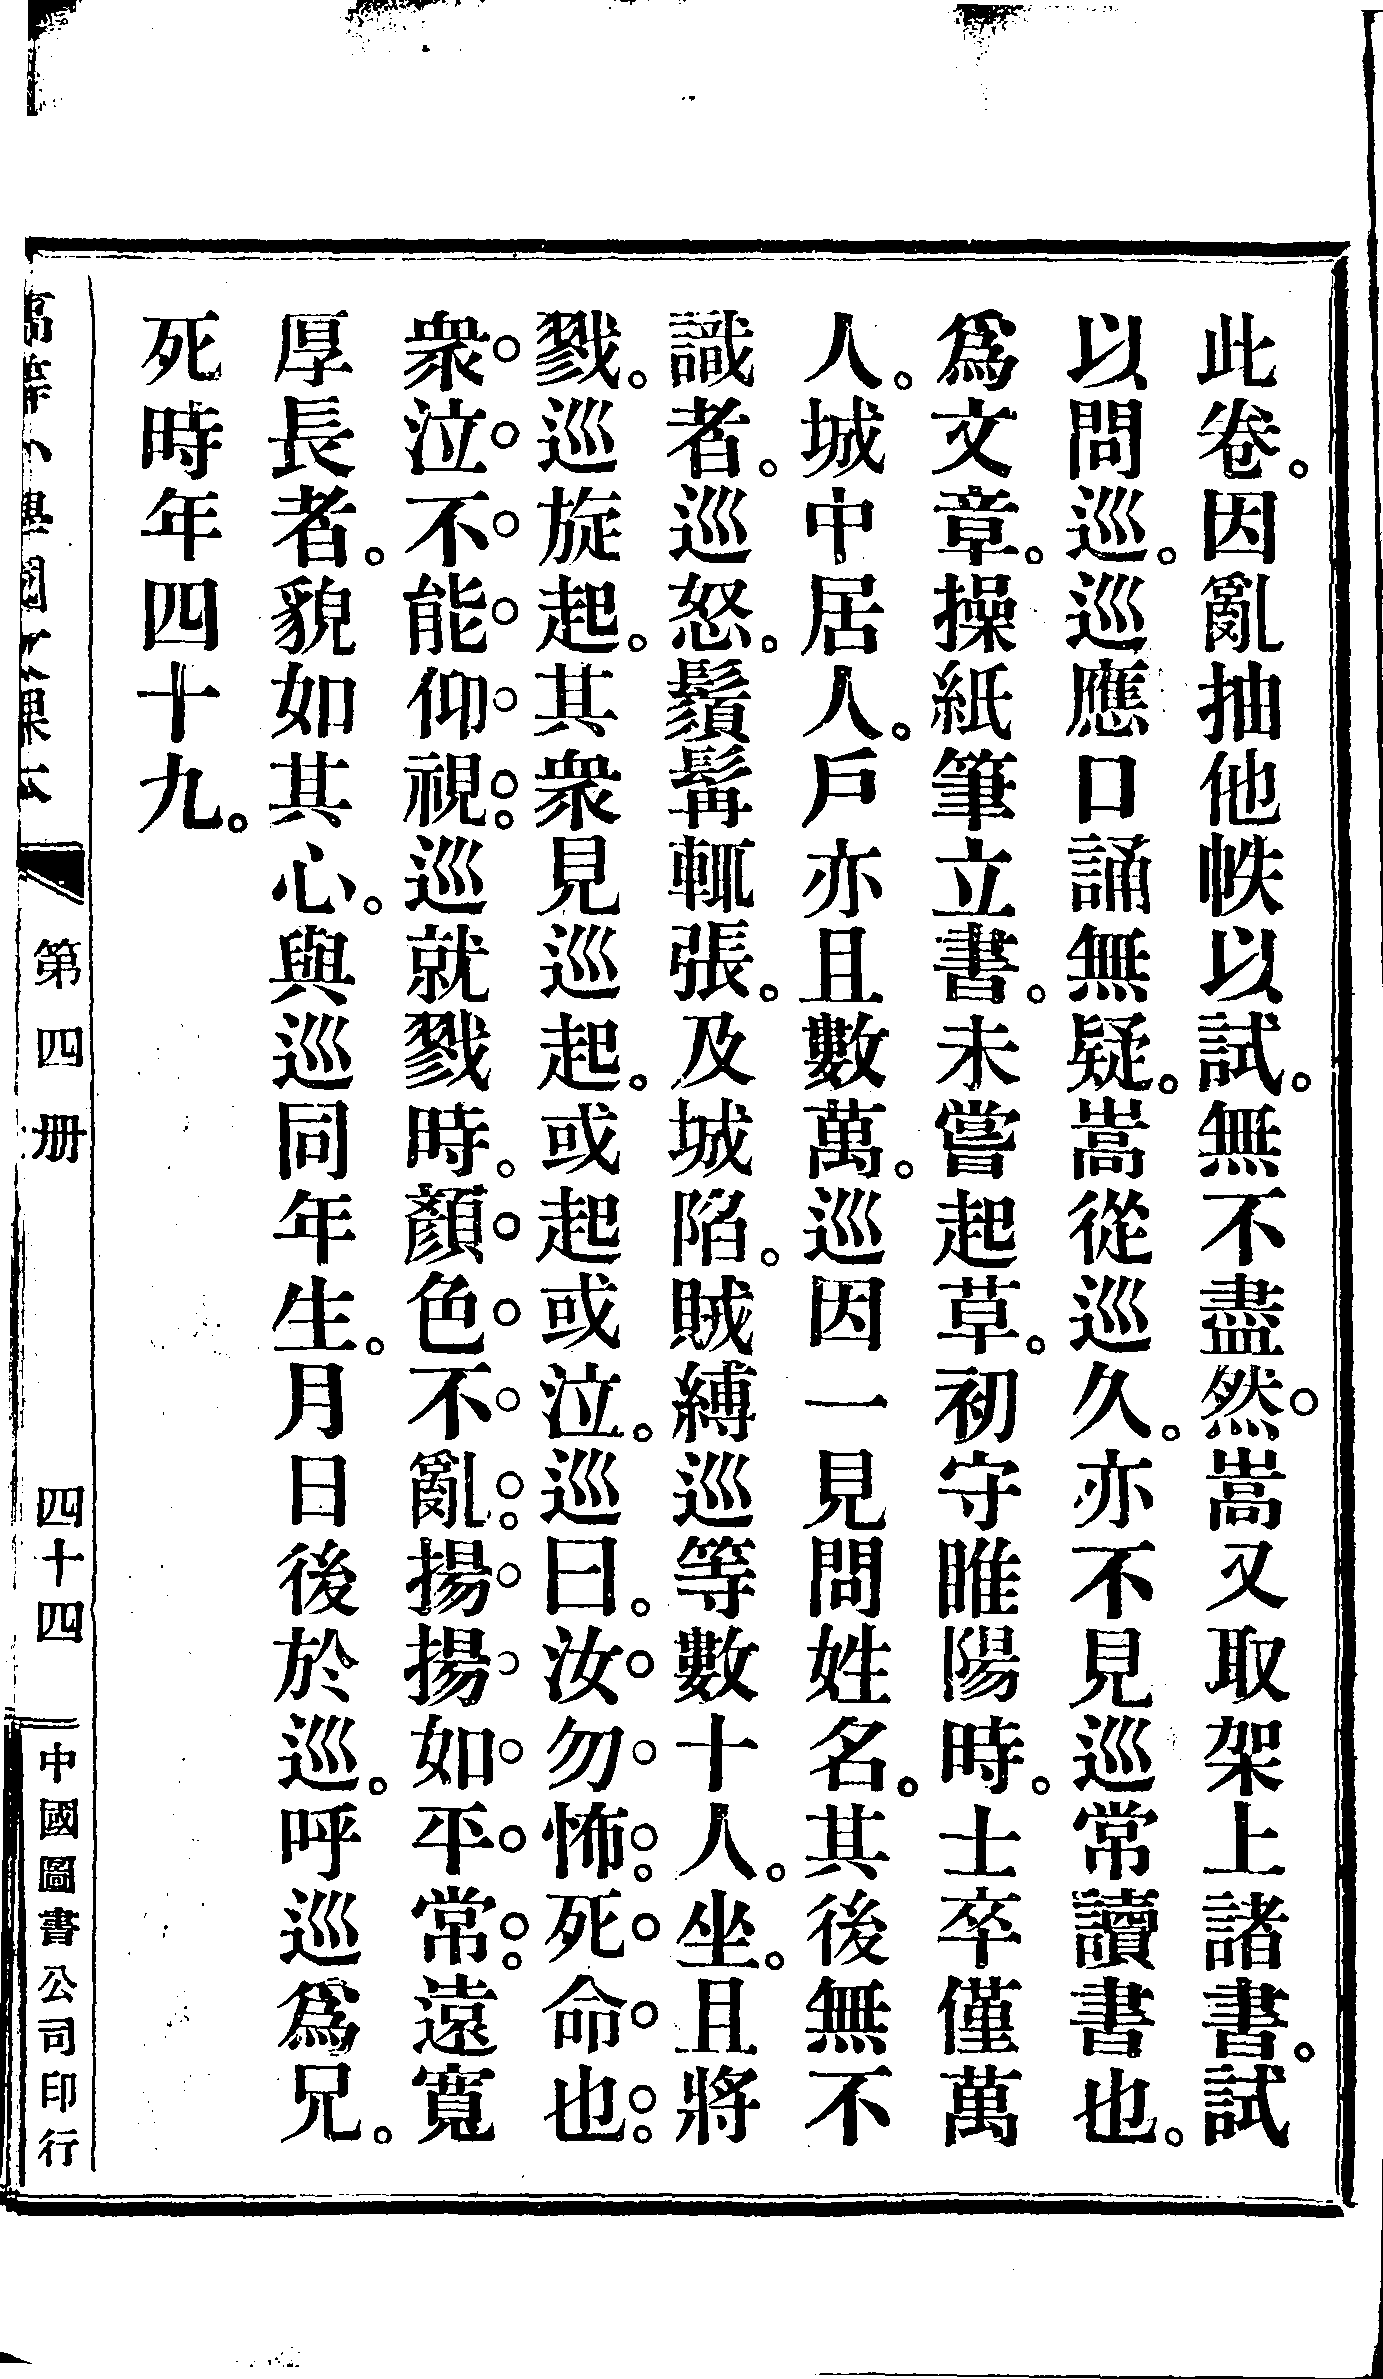 此卷。因亂抽他帙以試。無不盡然。嵩又取架上諸書。試
以問巡。巡應口誦無疑。嵩從巡久。亦不見巡常讀書也。
爲文章。操紙筆立書。未嘗起草。初守睢陽時。士卒僅萬
人。城中居人。戶亦且數萬。巡因一見問姓名。其後無不
識者。巡怒。鬚髯輒張。及城陷。賊縛巡等數十人。坐。且將
戮。巡旋起。其衆見巡起。或起或泣。巡曰。汝勿怖。死命也。
衆泣不能仰視。巡就戮時。顏色不亂。揚揚如平常。遠寬
厚長者。貌如其心。與巡同年生。月日後於巡。呼巡爲兄。
死時年四十九。
高等小學國文課本
第四册
四十四
中國圖書公司印行